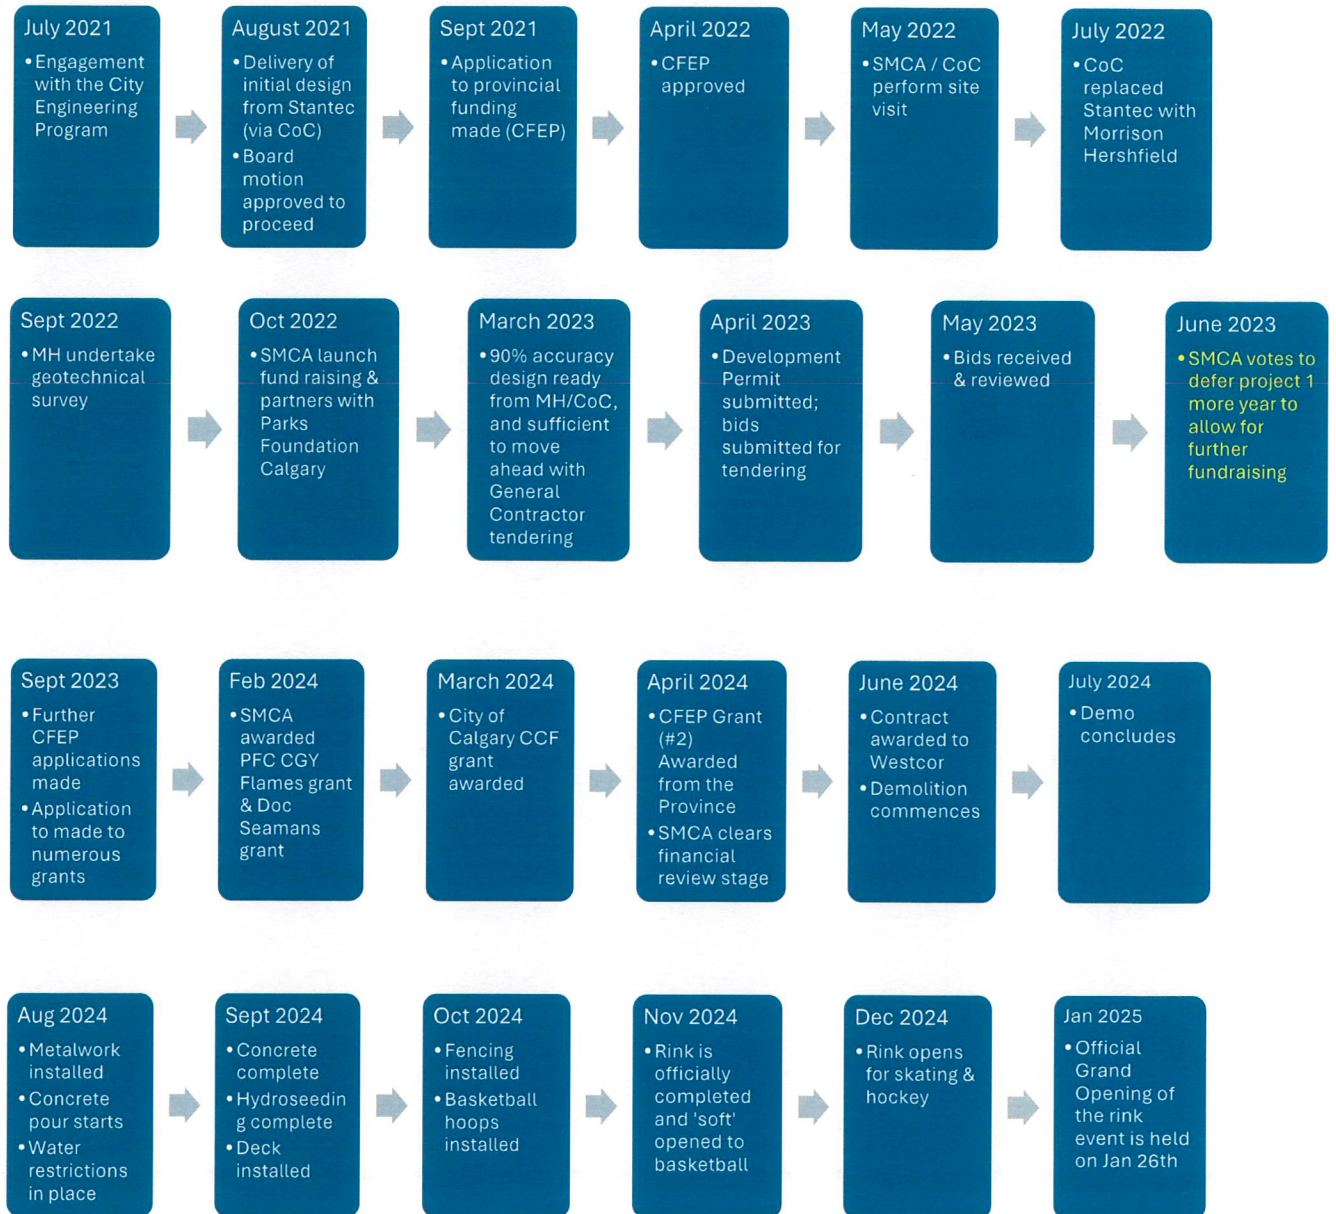 July 2021
• Engagement
with the City
Engineering
Program
August 2021
• Delivery of
initial design
from Stantec
(via CoC)
• Board
motion
approved to
proceed
Sept 2021
• Application
to provincial
funding
made (CFEP)
April 2022
• CFEP
approved
May 2022
• SMCA / CoC
perform site
visit
July 2022
• CoC
replaced
Stantec with
Morrison
Hershfield
Sept 2022
• MH undertake
geotechnical
survey
Oct 2022
• SMCA launch
fund raising &
partners with
Parks
Foundation
Calgary
March 2023
• 90% accuracy
design ready
from MH/CoC,
and sufficient
to move
ahead with
General
Contractor
tendering
April 2023
• Development
Permit
submitted;
bids
submitted for
tendering
May 2023
• Bids received
& reviewed
June 2023
• SMCA votes to
defer project 1
more year to
allow for
further
fundraising
Sept 2023
• Further
CFEP
applications
made
• Application
to made to
numerous
grants
Feb 2024
• SMCA
awarded
PFC CGY
Flames grant
& Doc
Seamans
grant
March 2024
• City of
Calgary CCF
grant
awarded
April 2024
• CFEP Grant
(#2)
Awarded
from the
Province
• SMCA clears
financial
review stage
June 2024
• Contract
awarded to
Westcor
• Demolition
commences
July 2024
• Demo
concludes
Aug 2024
• Metalwork
installed
• Concrete
pour starts
• Water
restrictions
in place
Sept 2024
• Concrete
complete
• Hydroseedin
g complete
• Deck
installed
Oct 2024
• Fencing
installed
• Basketball
hoops
installed
Nov 2024
• Rink is
officially
completed
and 'soft'
opened to
basketball
Dec 2024
• Rink opens
for skating &
hockey
Jan 2025
• Official
Grand
Opening of
the rink
event is held
on Jan 26th